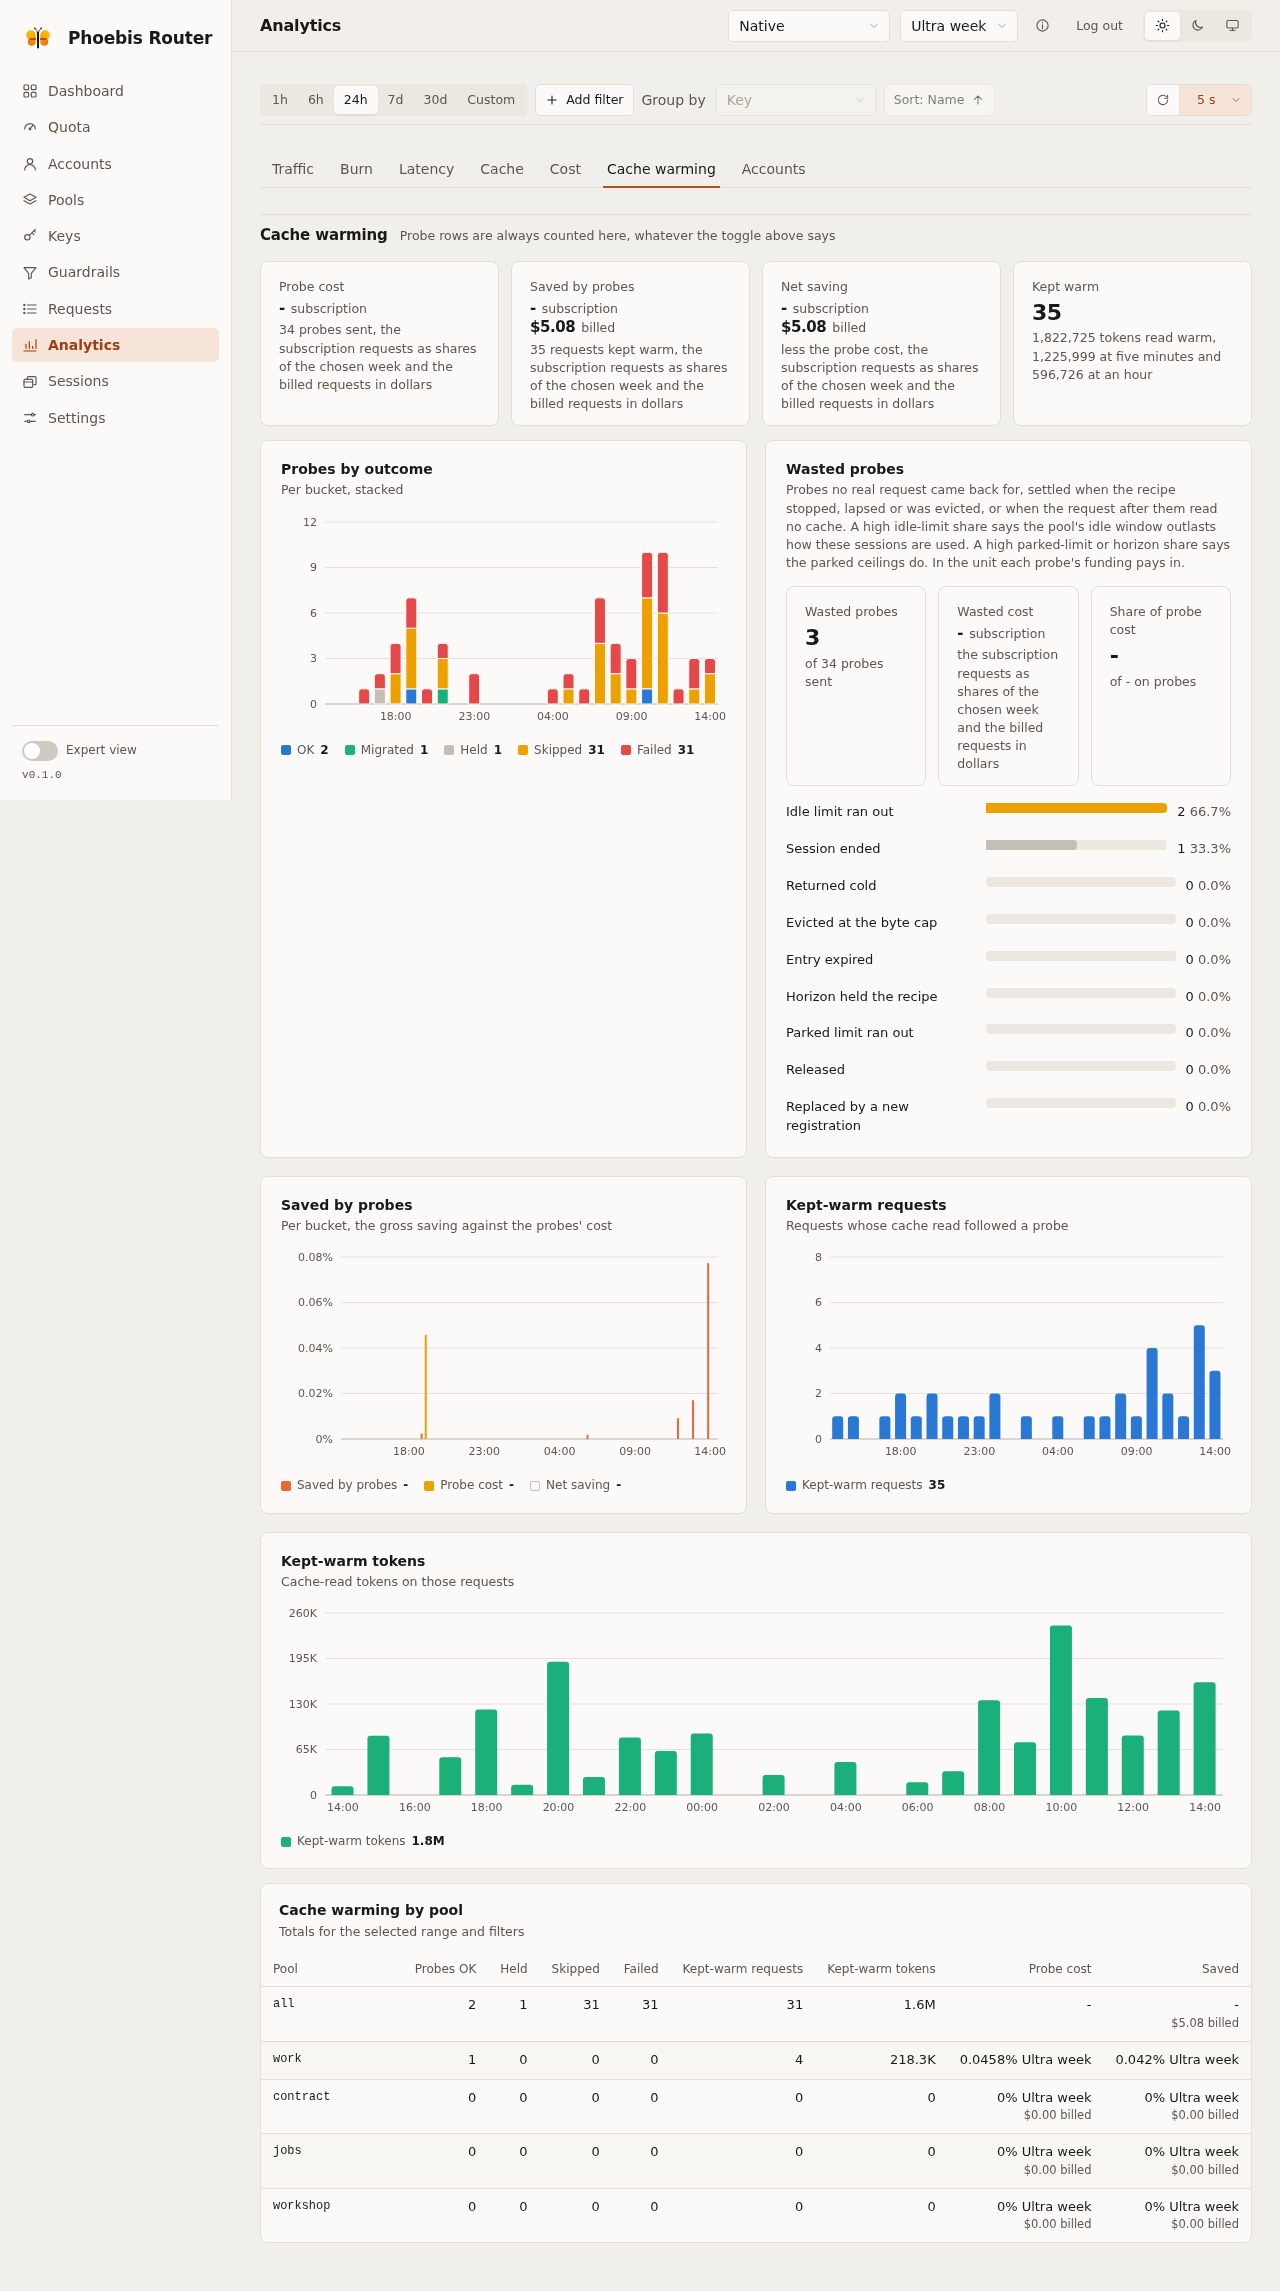 Phoebis Router
Dashboard
Quota
Accounts
Pools
Keys
Guardrails
Requests
Analytics
Sessions
Settings
Expert view
v0.1.0
Analytics
Native
Ultra week
Log out
1h 6h 24h 7d 30d Custom
Add filter
Group by
Key
Sort: Name
5 s
Traffic Burn Latency Cache Cost Cache warming Accounts
Cache warming Probe rows are always counted here, whatever the toggle above says
Probe cost
- subscription
34 probes sent, the
subscription requests as shares
of the chosen week and the
billed requests in dollars
Saved by probes
- subscription
$5.08 billed
35 requests kept warm, the
subscription requests as shares
of the chosen week and the
billed requests in dollars
Net saving
- subscription
$5.08 billed
less the probe cost, the
subscription requests as shares
of the chosen week and the
billed requests in dollars
Kept warm
35
1,822,725 tokens read warm,
1,225,999 at five minutes and
596,726 at an hour
Probes by outcome
Per bucket, stacked
12
9
6
3
0
18:00 23:00 04:00 09:00 14:00
OK 2 Migrated 1 Held 1 Skipped 31 Failed 31
Wasted probes
Probes no real request came back for, settled when the recipe
stopped, lapsed or was evicted, or when the request after them read
no cache. A high idle-limit share says the pool's idle window outlasts
how these sessions are used. A high parked-limit or horizon share says
the parked ceilings do. In the unit each probe's funding pays in.
Wasted probes
3
of 34 probes
sent
Wasted cost
- subscription
the subscription
requests as
shares of the
chosen week
and the billed
requests in
dollars
Share of probe
cost
-
of - on probes
Idle limit ran out 2 66.7%
Session ended 1 33.3%
Returned cold 0 0.0%
Evicted at the byte cap 0 0.0%
Entry expired 0 0.0%
Horizon held the recipe 0 0.0%
Parked limit ran out 0 0.0%
Released 0 0.0%
Replaced by a new 0 0.0%
registration
Saved by probes
Per bucket, the gross saving against the probes' cost
0.08%
0.06%
0.04%
0.02%
0%
18:00 23:00 04:00 09:00 14:00
Saved by probes - Probe cost - Net saving -
Kept-warm requests
Requests whose cache read followed a probe
8
6
4
2
0
18:00 23:00 04:00 09:00 14:00
Kept-warm requests 35
Kept-warm tokens
Cache-read tokens on those requests
260K
195K
130K
65K
0
14:00 16:00 18:00 20:00 22:00 00:00 02:00 04:00 06:00 08:00 10:00 12:00 14:00
Kept-warm tokens 1.8M
Cache warming by pool
Totals for the selected range and filters
Pool Probes OK Held Skipped Failed Kept-warm requests Kept-warm tokens Probe cost Saved
all 2 1 31 31 31 1.6M - -
$5.08 billed
work 1 0 0 0 4 218.3K 0.0458% Ultra week 0.042% Ultra week
contract 0 0 0 0 0 0 0% Ultra week 0% Ultra week
$0.00 billed $0.00 billed
jobs 0 0 0 0 0 0 0% Ultra week 0% Ultra week
$0.00 billed $0.00 billed
workshop 0 0 0 0 0 0 0% Ultra week 0% Ultra week
$0.00 billed $0.00 billed